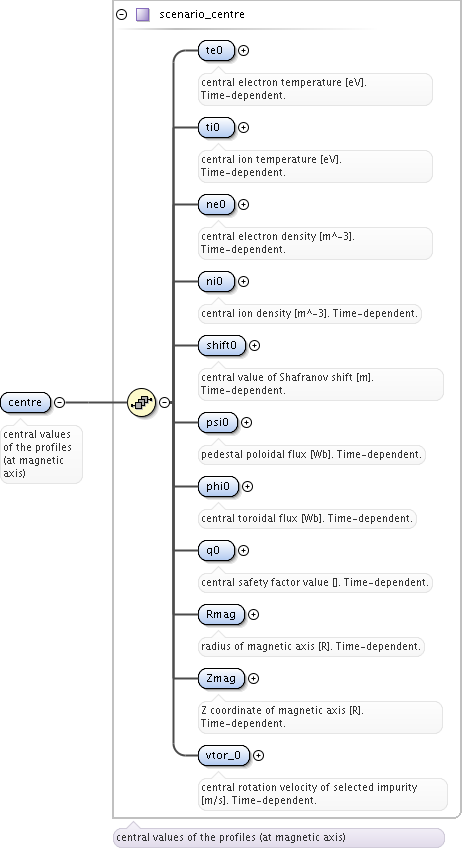 scenario_centre
te0
central electron temperature [eV].
Time-dependent.
ti0
central ion temperature [eV].
Time-dependent.
ne0
central electron density [m^-3].
Time-dependent.
ni0
central ion density [m^-3]. Time-dependent.
shift0
central value of Shafranov shift [m].
Time-dependent.
centre
central values
of the profiles
(at magnetic
axis)
psi0
pedestal poloidal flux [Wb]. Time-dependent.
phi0
central toroidal flux [Wb]. Time-dependent.
q0
central safety factor value []. Time-dependent.
Rmag
radius of magnetic axis [R]. Time-dependent.
Zmag
Z coordinate of magnetic axis [R].
Time-dependent.
vtor_0
central rotation velocity of selected impurity
[m/s]. Time-dependent.
central values of the profiles (at magnetic axis)